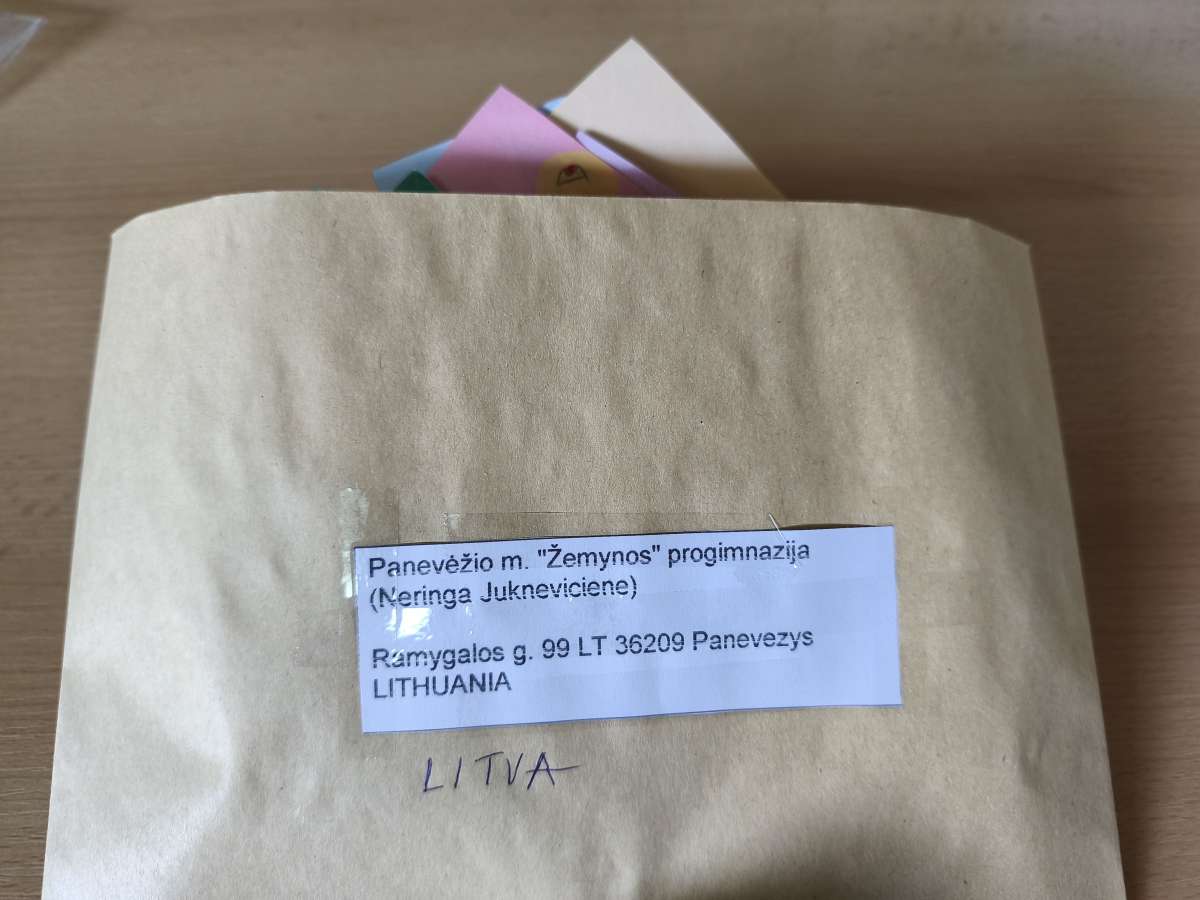 Panevėžio m. "Žemynos" progimnazija
(Neringa Jukneviciene)
Ramygalos g. 99 LT 36209 Panevezys
LITHUANIA
LITVA